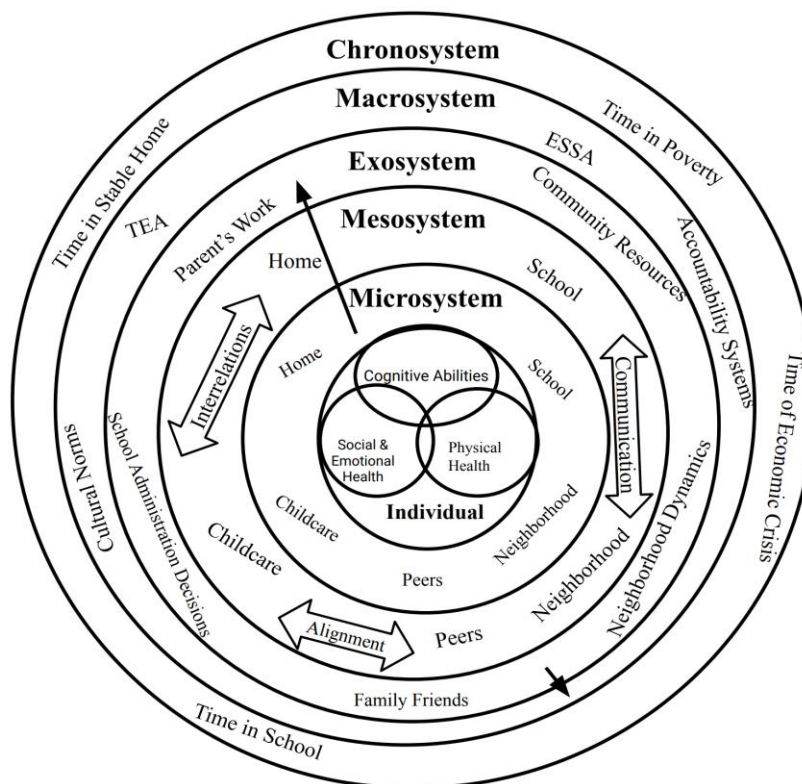 Chronosystem
Time in Stable Home
Time in Poverty
Time of Economic Crisis
Time in School
Macrosystem
TEA
ESSA
Accountability Systems
Cultural Norms
Exosystem
Parent's Work
Community Resources
School Administration Decisions
Neighborhood Dynamics
Family Friends
Mesosystem
Home
School
Interrelations
Communication
Childcare
Neighborhood
Alignment
Peers
Microsystem
Home
School
Childcare
Neighborhood
Peers
Cognitive Abilities
Social &
Emotional
Health
Physical
Health
Individual